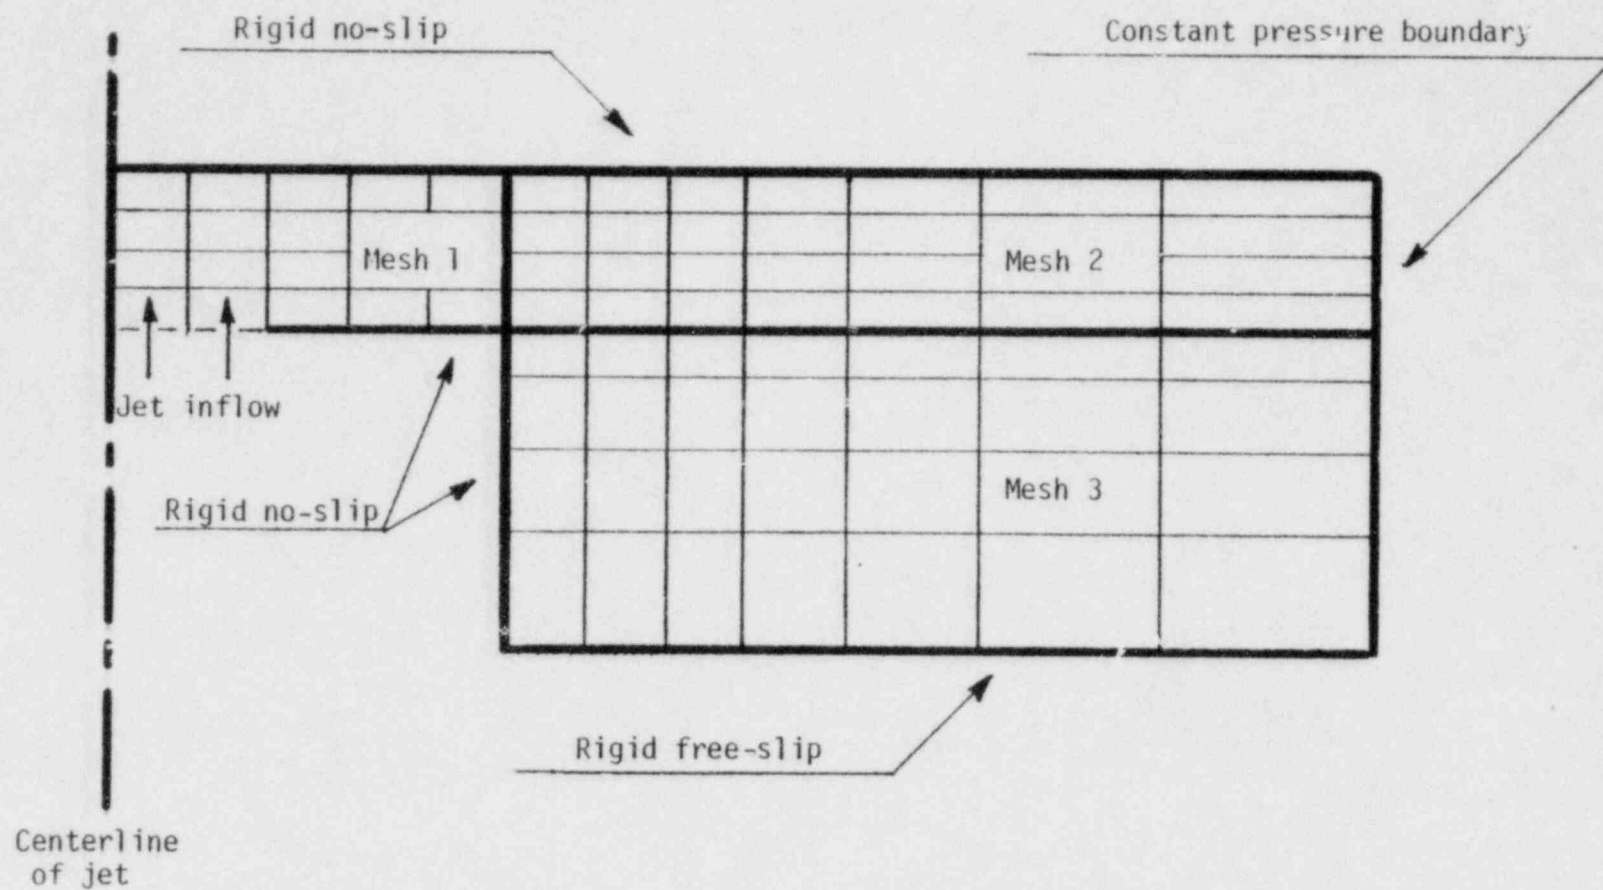 Rigid no-slip
Constant pressure boundary
Mesh 1
Mesh 2
Jet inflow
Mesh 3
Rigid no-slip
Rigid free-slip
Centerline
of jet